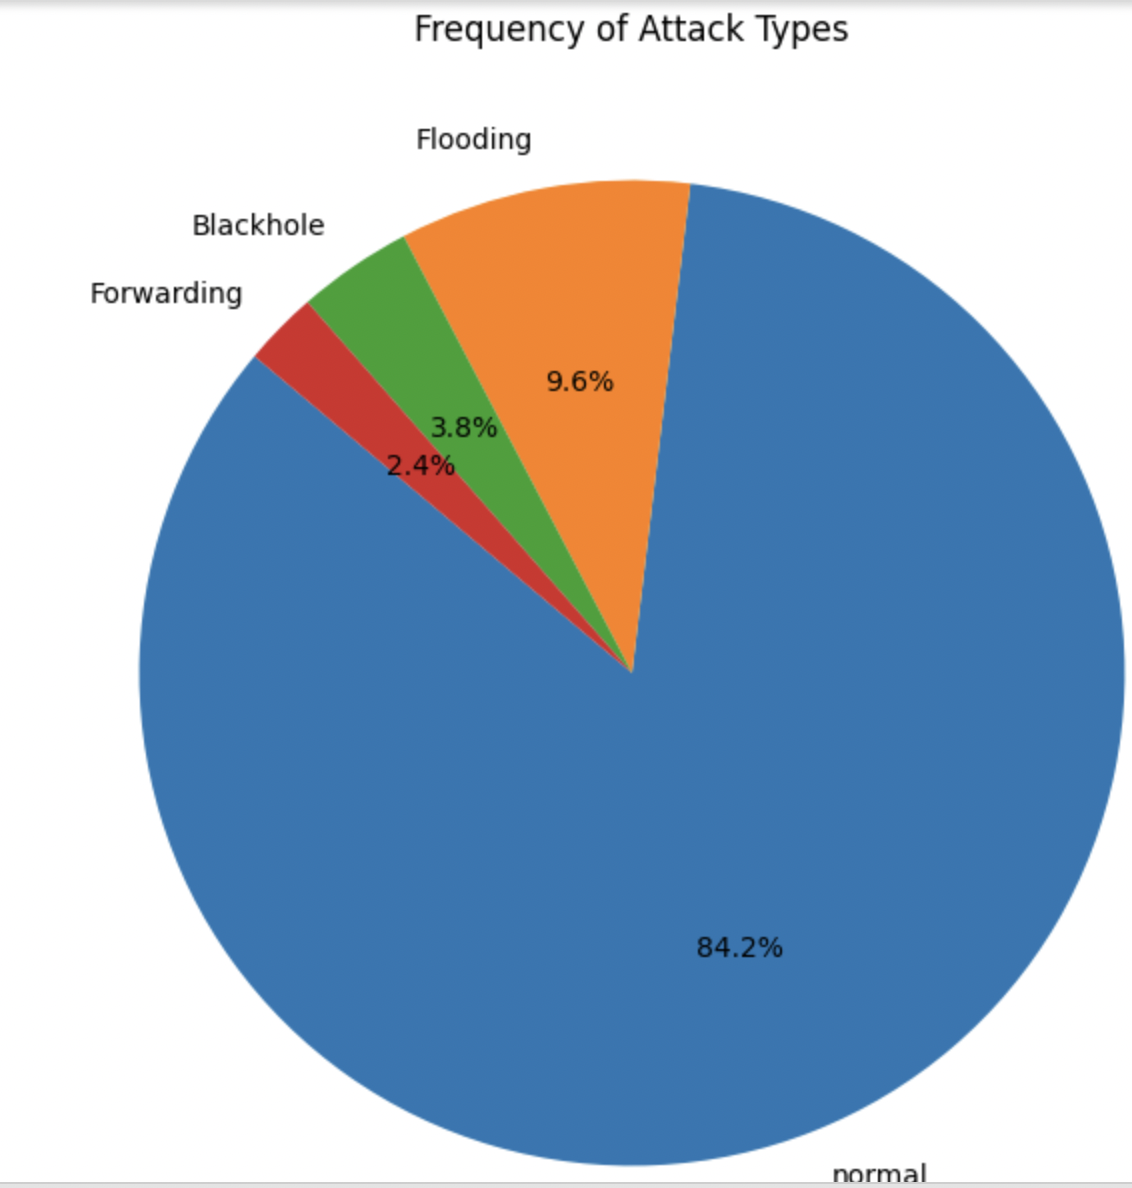 Frequency of Attack Types
Flooding
Blackhole
Forwarding
9.6%
3.8%
2.4%
84.2%
normal